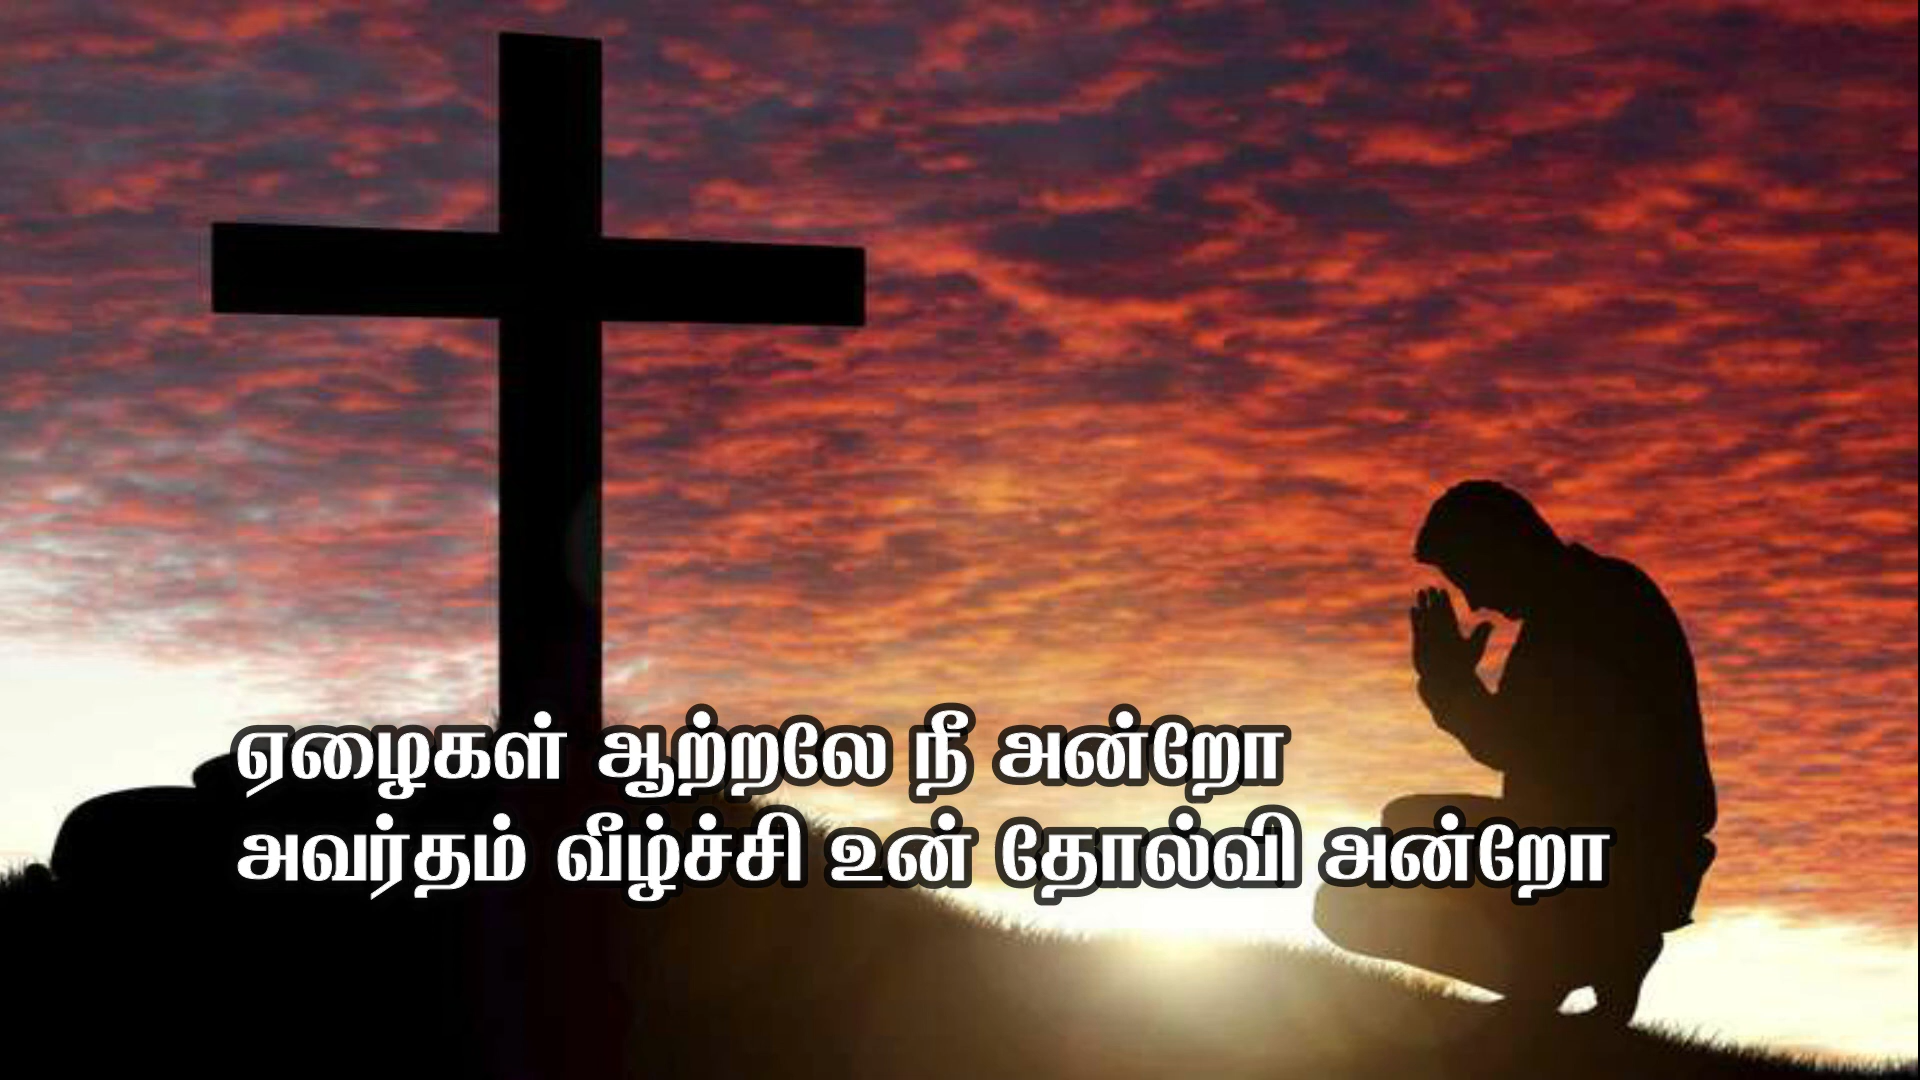 ஏழைகள் ஆற்றலே நீ அன்றோ
அவர்தம் வீழ்ச்சி உன் தோல்வி அன்றோ